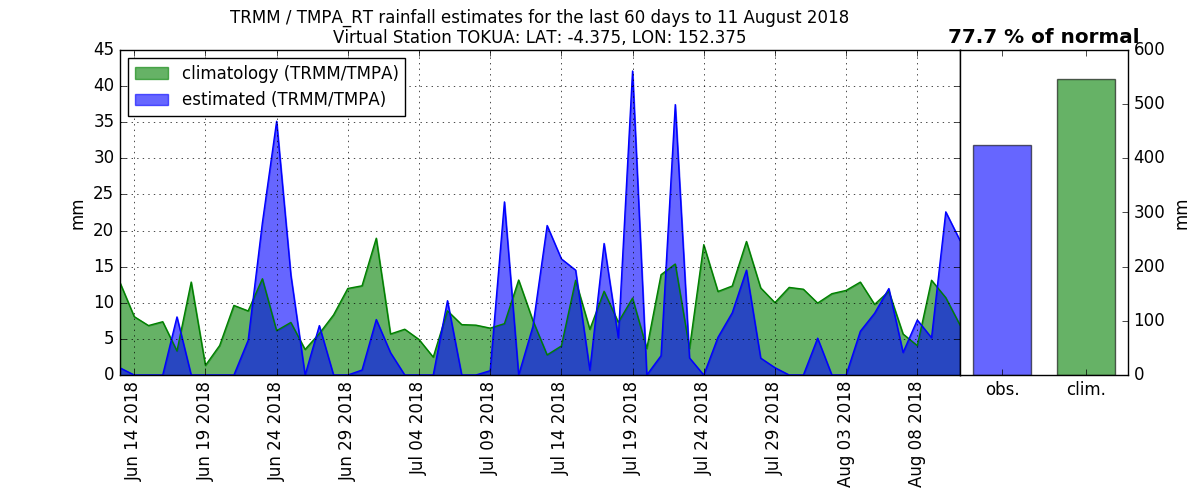 TRMM / TMPA_RT rainfall estimates for the last 60 days to 11 August 2018
Virtual Station TOKUA: LAT: -4.375, LON: 152.375
77.7 % of normal
climatology (TRMM/TMPA)
estimated (TRMM/TMPA)
45
40
35
30
25
20
15
10
5
0
mm
Jun 14 2018
Jun 19 2018
Jun 24 2018
Jun 29 2018
Jul 04 2018
Jul 09 2018
Jul 14 2018
Jul 19 2018
Jul 24 2018
Jul 29 2018
Aug 03 2018
Aug 08 2018
obs.
clim.
600
500
400
300
200
100
0
mm